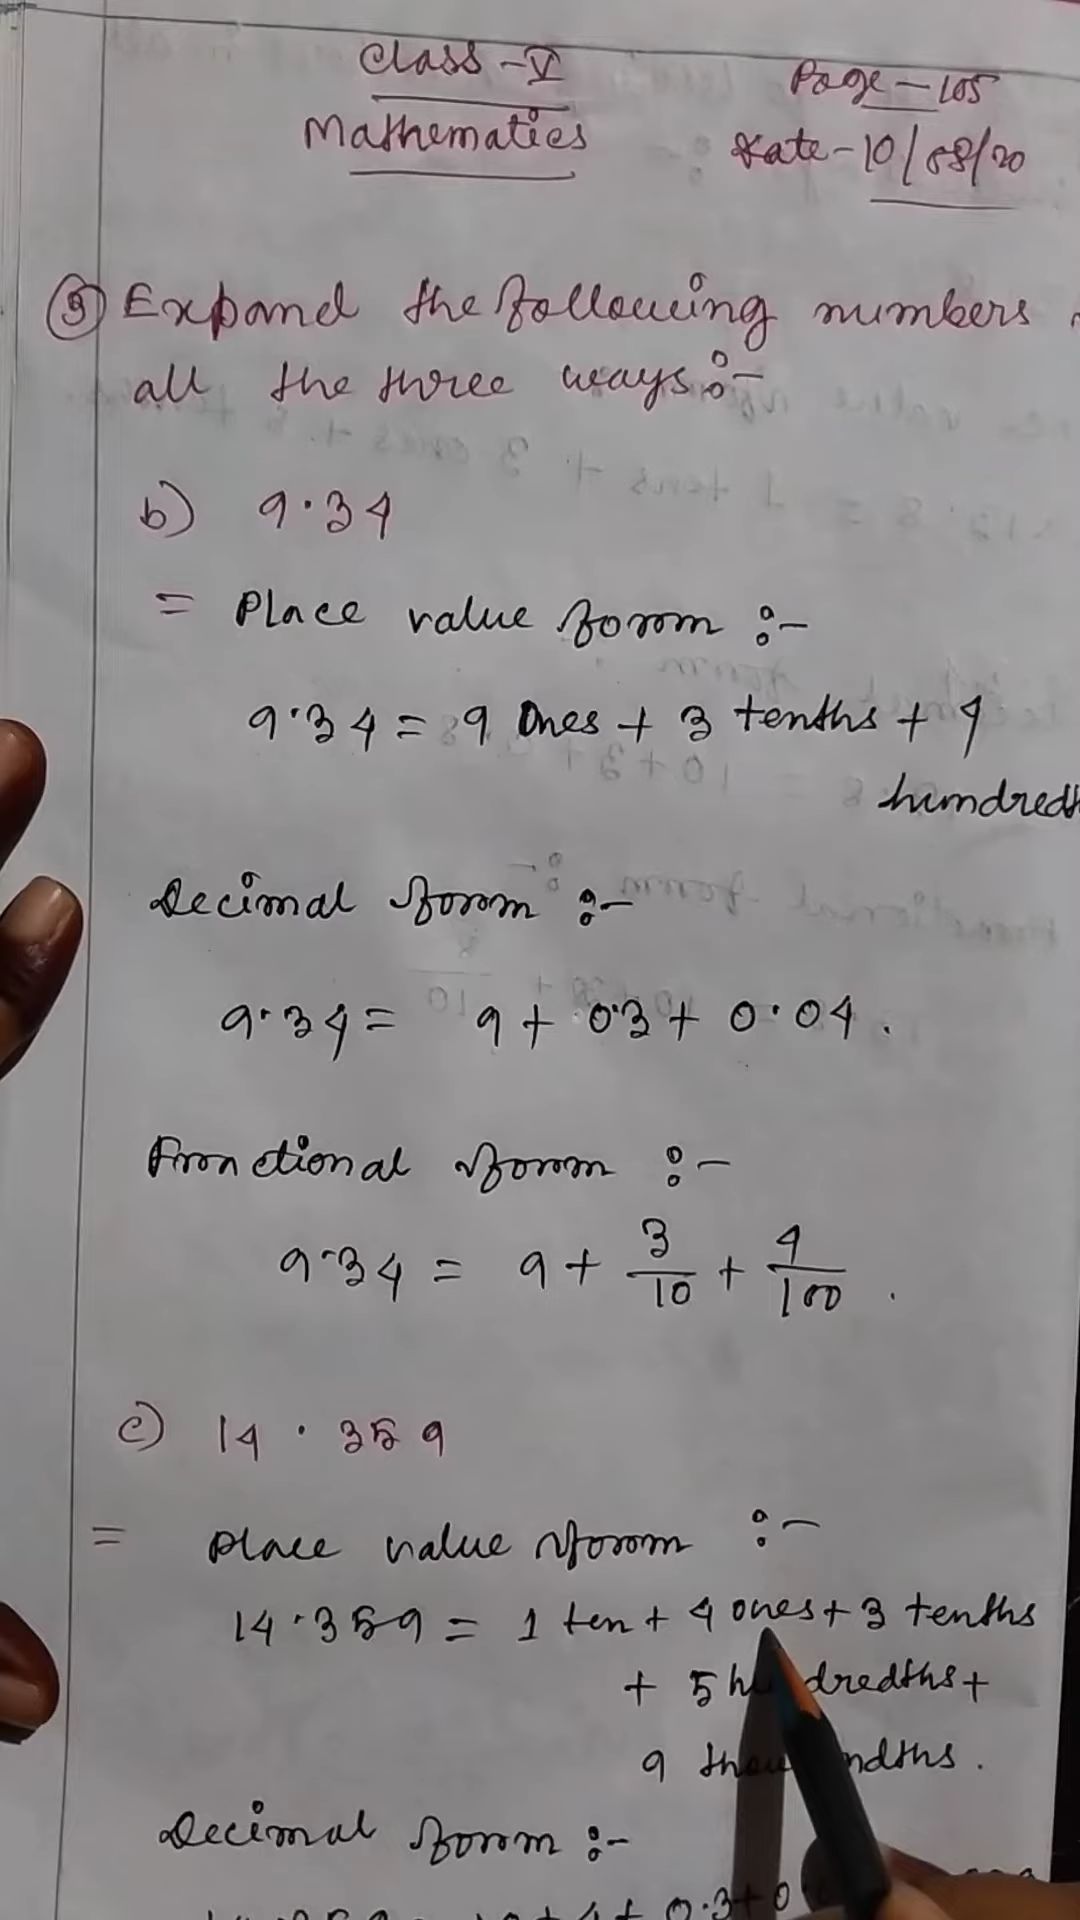 Class - V
Page - 105
Mathematics
Date - 10/08/20
③ Expand the following numbers
all the three ways :-
b) 9.34
= Place value form :-
9.34 = 9 Ones + 3 tenths + 4
hundredth
Decimal form :-
9.34 = 9 + 0.3 + 0.04.
Fractional form :-
9.34 = 9 + 3/10 + 4/100.
c) 14.359
= Place value form :-
14.359 = 1 ten + 4 ones + 3 tenths
+ 5 hundredths +
9 thousandths.
Decimal form :-